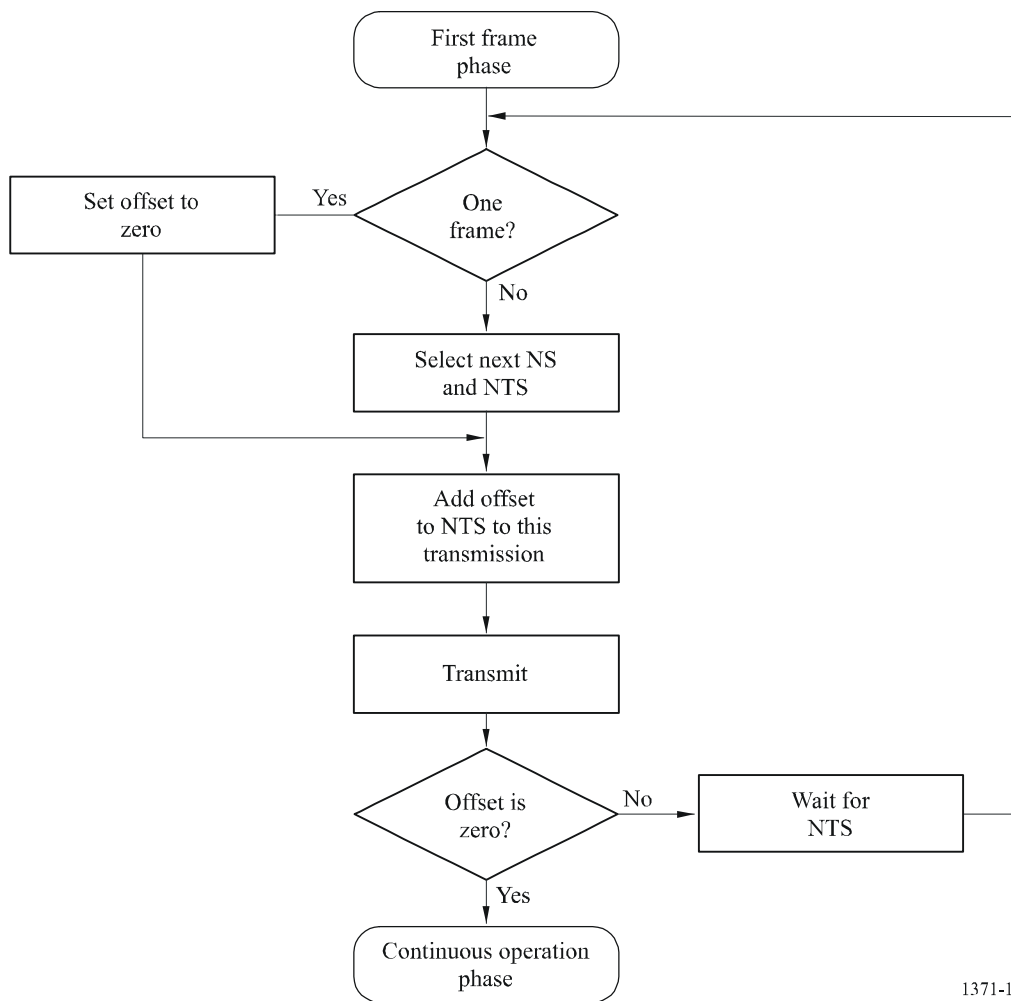 First frame
phase
One
frame?
Yes
Set offset to
zero
No
Select next NS
and NTS
Add offset
to NTS to this
transmission
Transmit
Offset is
zero?
No
Wait for
NTS
Yes
Continuous operation
phase
1371-1